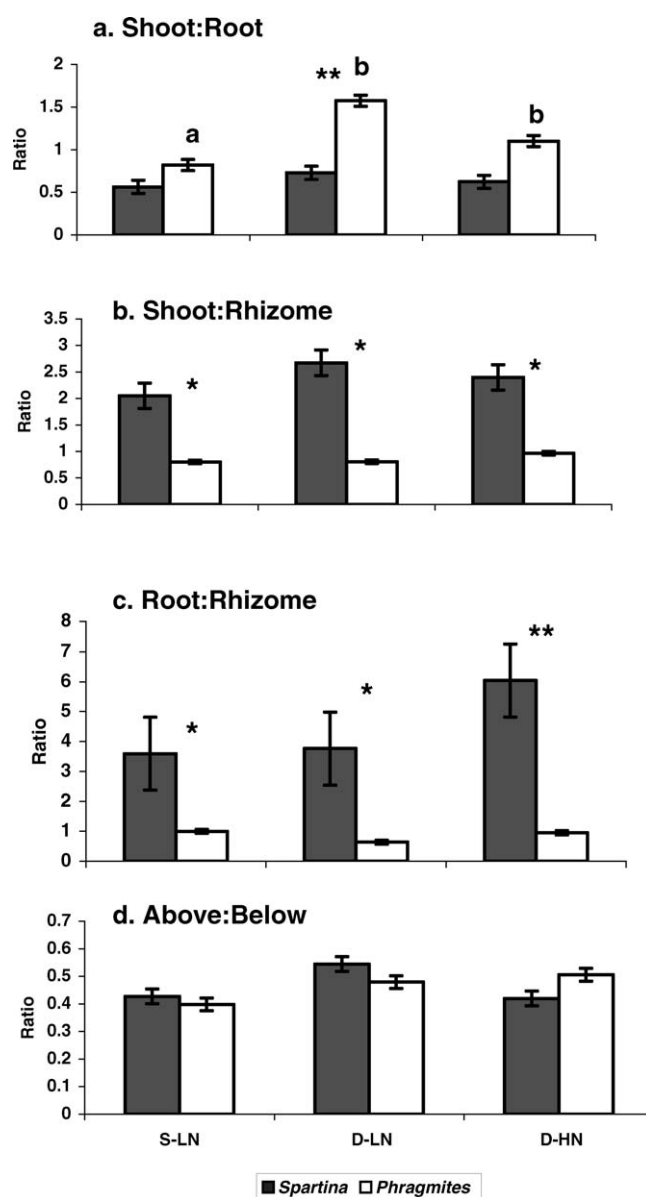 a. Shoot:Root
2
1.5
1
0.5
0
Ratio
a
** b
b
b. Shoot:Rhizome
3.5
3
2.5
2
1.5
1
0.5
0
Ratio
*
*
*
c. Root:Rhizome
8
7
6
5
4
3
2
1
0
Ratio
*
*
**
d. Above:Below
0.7
0.6
0.5
0.4
0.3
0.2
0.1
0
Ratio
S-LN D-LN D-HN
Spartina Phragmites